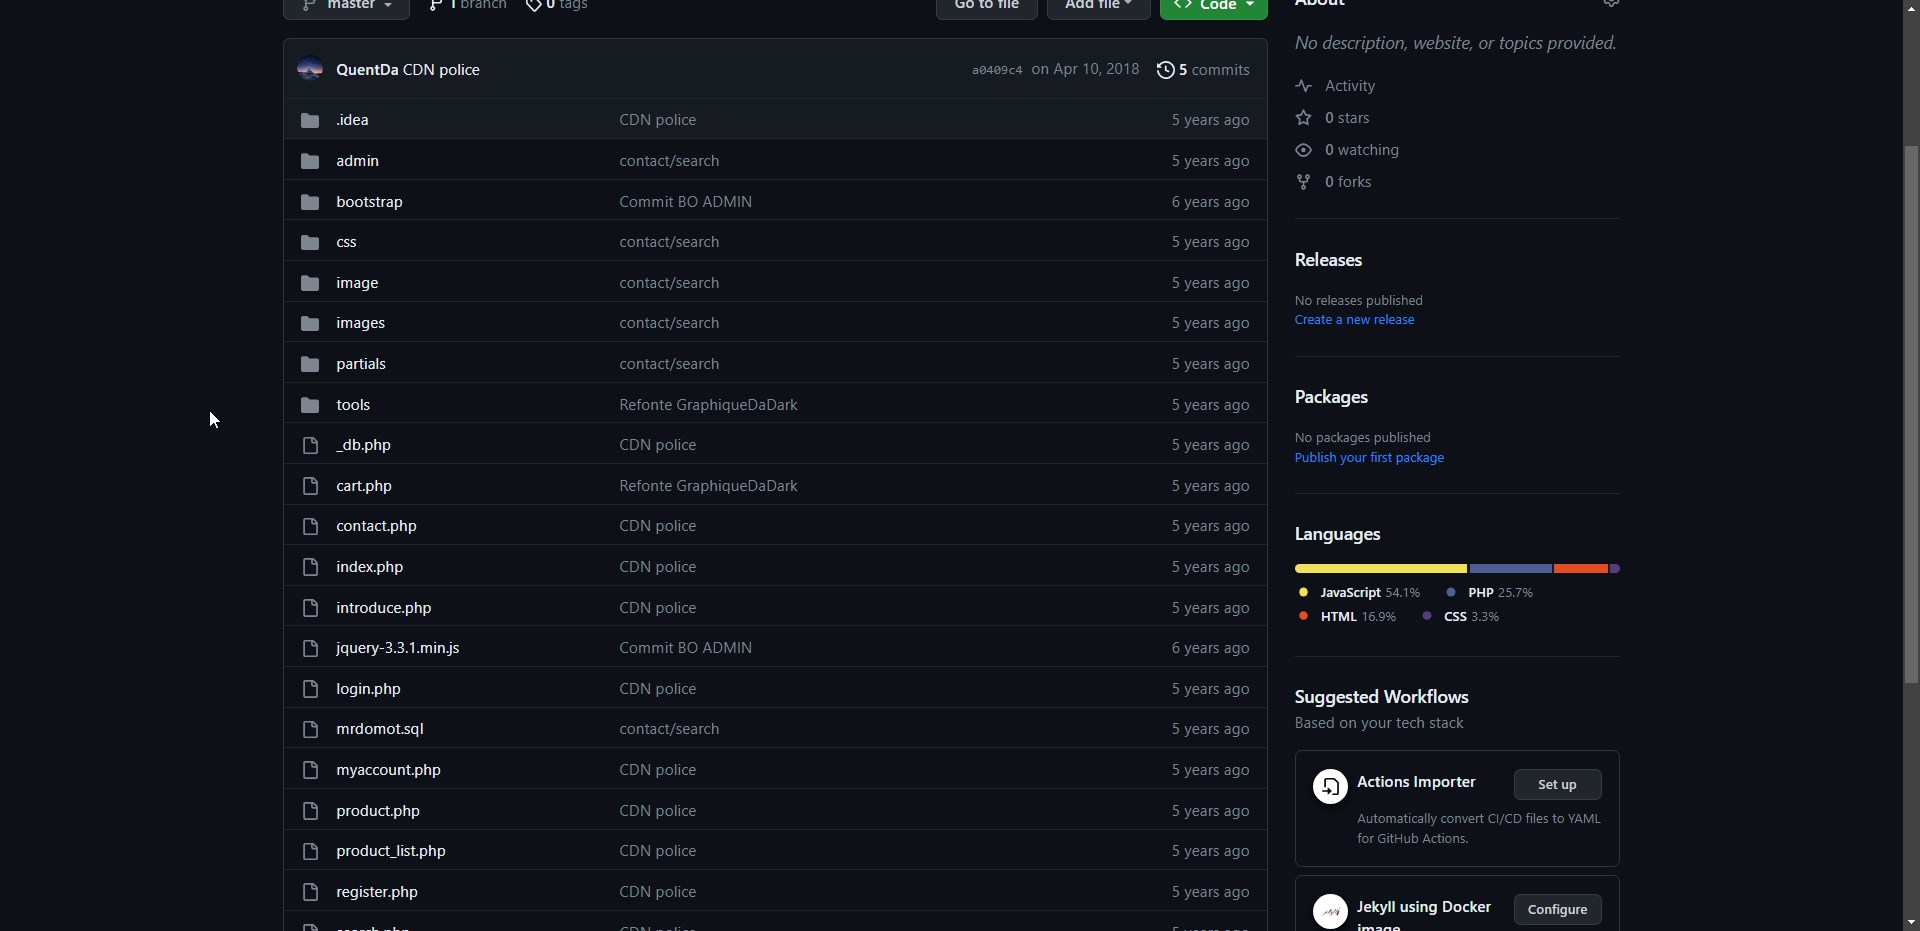 master
1 branch
0 tags
Go to file
Add file
<> Code
QuentDa CDN police
a0409c4 on Apr 10, 2018
5 commits
.idea CDN police 5 years ago
admin contact/search 5 years ago
bootstrap Commit BO ADMIN 6 years ago
css contact/search 5 years ago
image contact/search 5 years ago
images contact/search 5 years ago
partials contact/search 5 years ago
tools Refonte GraphiqueDaDark 5 years ago
_db.php CDN police 5 years ago
cart.php Refonte GraphiqueDaDark 5 years ago
contact.php CDN police 5 years ago
index.php CDN police 5 years ago
introduce.php CDN police 5 years ago
jquery-3.3.1.min.js Commit BO ADMIN 6 years ago
login.php CDN police 5 years ago
mrdomot.sql contact/search 5 years ago
myaccount.php CDN police 5 years ago
product.php CDN police 5 years ago
product_list.php CDN police 5 years ago
register.php CDN police 5 years ago
search.php CDN police 5 years ago
About
No description, website, or topics provided.
Activity
0 stars
0 watching
0 forks
Releases
No releases published
Create a new release
Packages
No packages published
Publish your first package
Languages
JavaScript 54.1% PHP 25.7%
HTML 16.9% CSS 3.3%
Suggested Workflows
Based on your tech stack
Actions Importer
Set up
Automatically convert CI/CD files to YAML
for GitHub Actions.
Jekyll using Docker
image
Configure